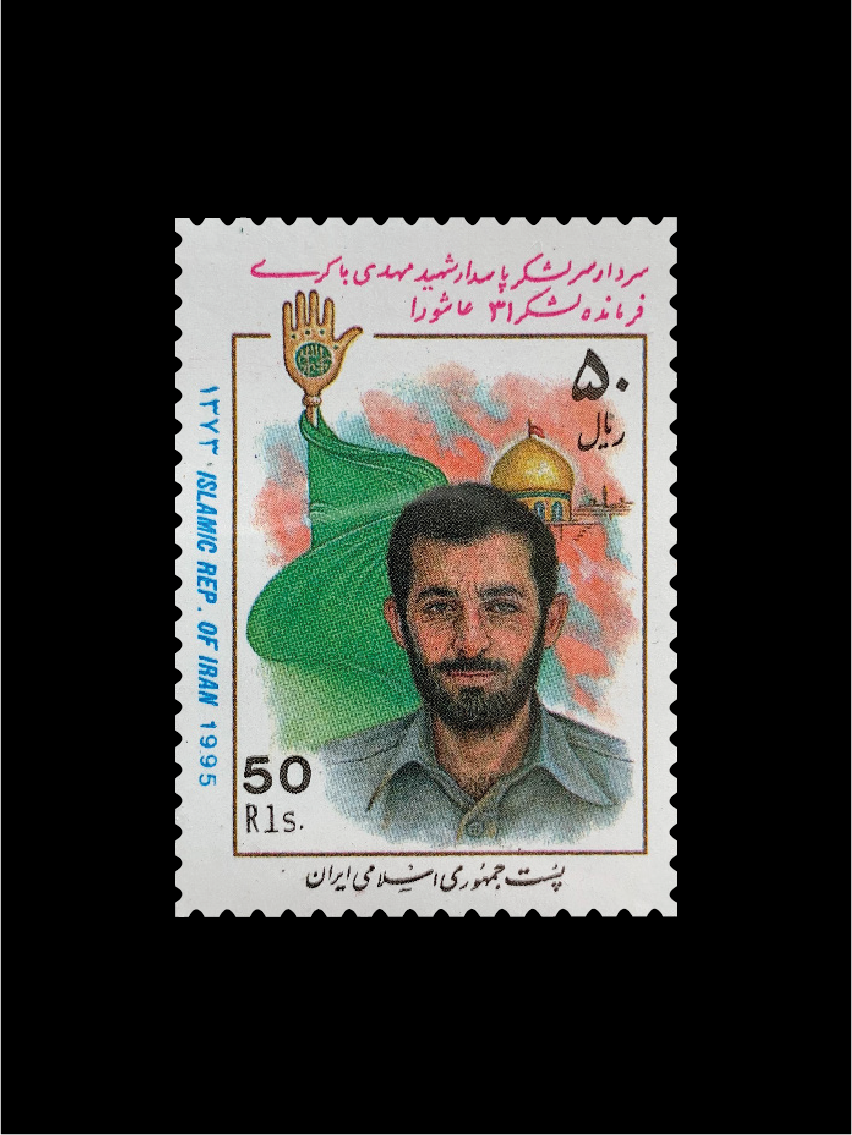 سردار سرلشکر پاسدار شهید مهدی باکری
فرمانده لشکر ۳۱ عاشورا
۵۰
ریال
۱۳۷۳ . ISLAMIC REP. OF IRAN 1995
50
Rls.
پست جمهوری اسلامی ایران